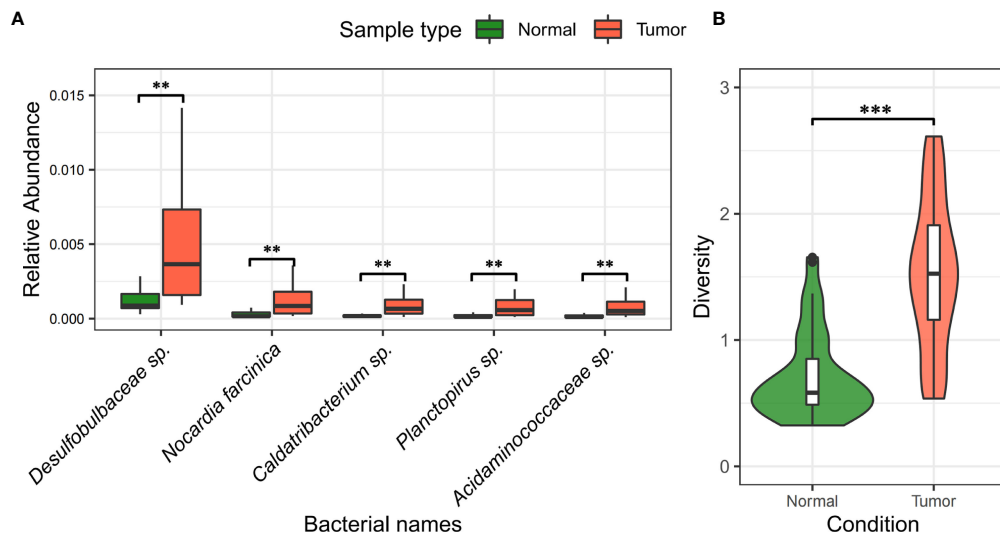 A
B
Sample type Normal Tumor
Relative Abundance
0.015
0.010
0.005
0.000
**
**
**
**
**
Desulfobulbaceae sp.
Nocardia farcinica
Caldatribacterium sp.
Planctopirus sp.
Acidaminococcaceae sp.
Bacterial names
Diversity
3
2
1
0
***
Normal
Tumor
Condition